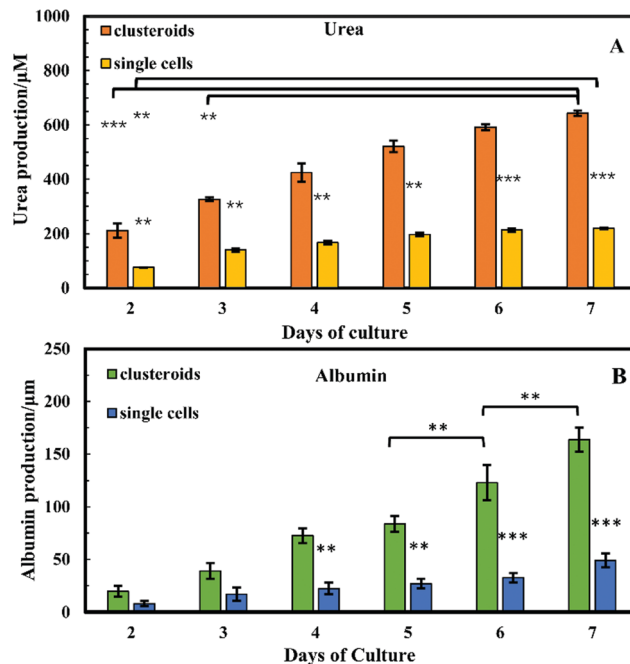 1000
clusteroids
Urea
A
single cells
800
*** ** **
600
*** ***
400
** ** **
** **
200
0
Urea production/µM
2 3 4 5 6 7
Days of culture
250
clusteroids
Albumin
B
200
single cells
**
**
150
100
*** ***
** **
50
0
Albumin production/µm
2 3 4 5 6 7
Days of Culture